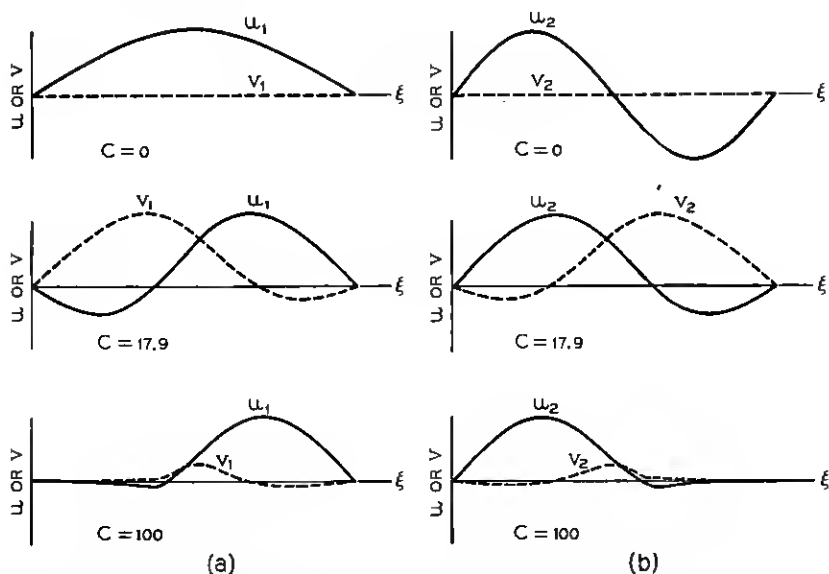 u₁
V₁
ξ
u OR V
C = 0
u₂
V₂
ξ
u OR V
C = 0
V₁
u₁
ξ
u OR V
C = 17.9
u₂
V₂
ξ
u OR V
C = 17.9
u₁
V₁
ξ
u OR V
C = 100
(a)
u₂
V₂
ξ
u OR V
C = 100
(b)